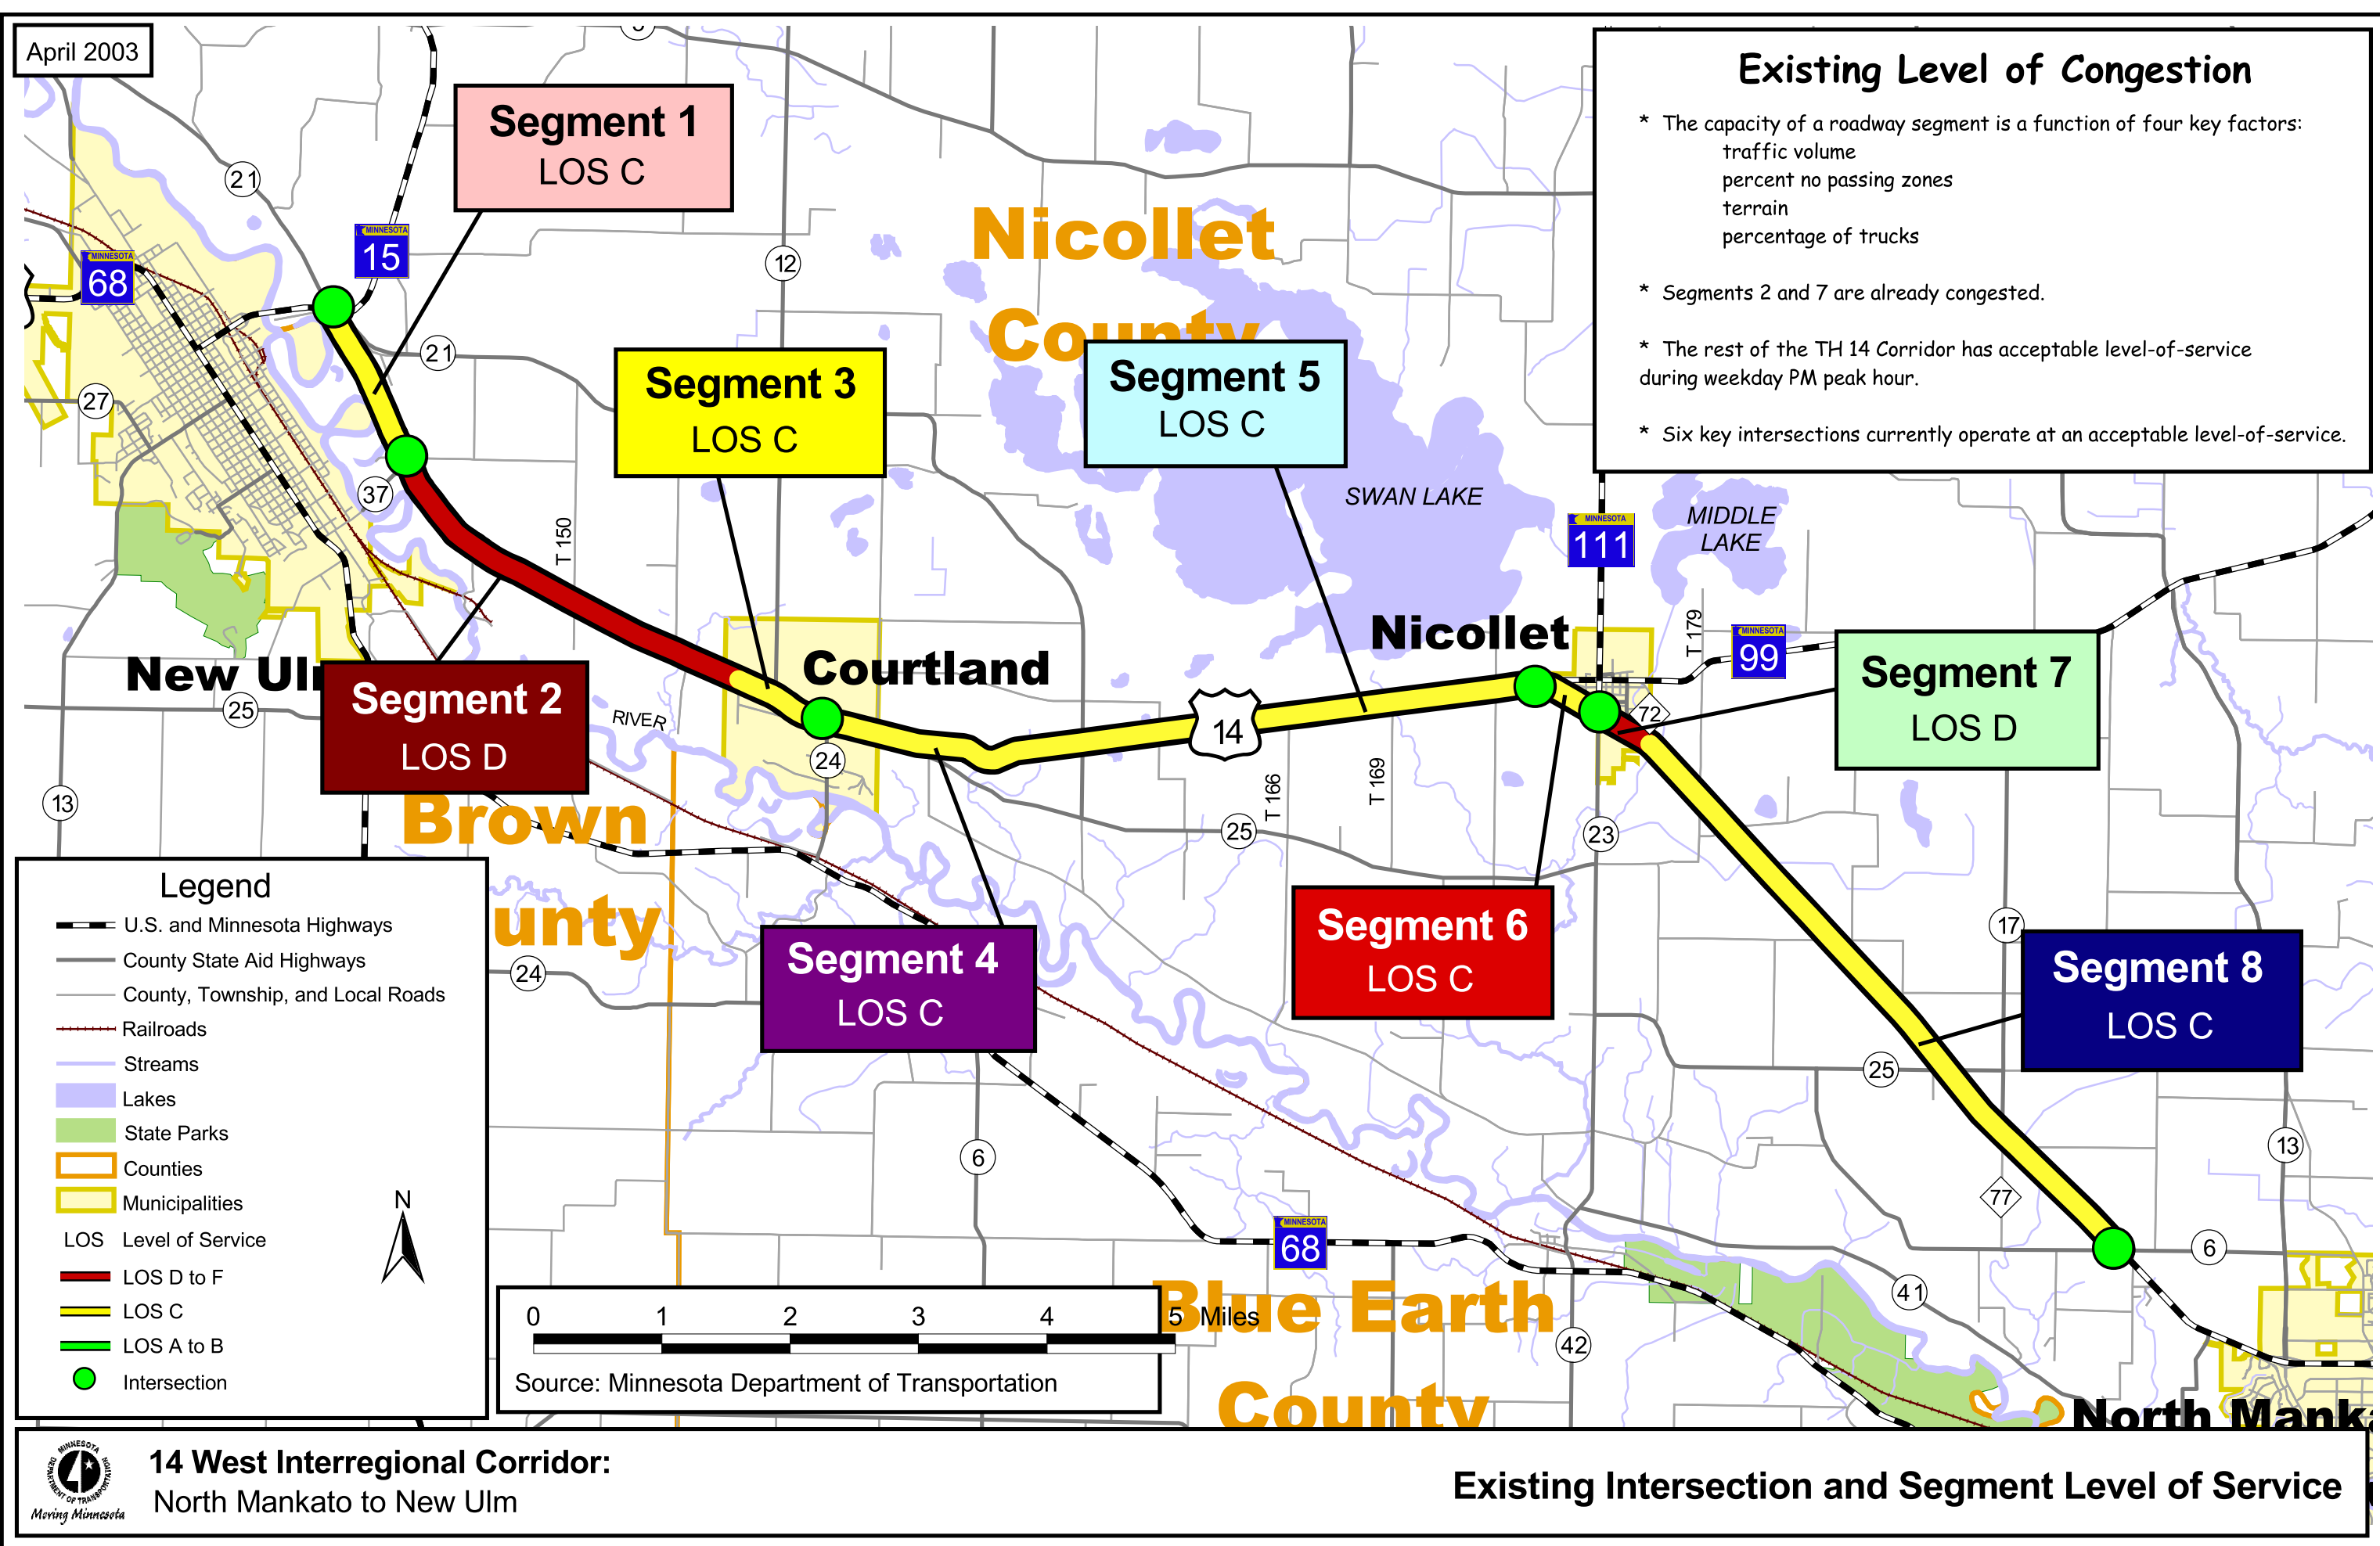 April 2003
Existing Level of Congestion
* The capacity of a roadway segment is a function of four key factors:
traffic volume
percent no passing zones
terrain
percentage of trucks
* Segments 2 and 7 are already congested.
* The rest of the TH 14 Corridor has acceptable level-of-service
during weekday PM peak hour.
* Six key intersections currently operate at an acceptable level-of-service.
Segment 1
LOS C
21
MINNESOTA
15
MINNESOTA
68
12
Nicollet
County
21
27
Segment 3
LOS C
Segment 5
LOS C
37
SWAN LAKE
MIDDLE
LAKE
MINNESOTA
111
T 150
T 179
Nicollet
MINNESOTA
99
New Ul
Courtland
25
Segment 2
LOS D
RIVER
14
72
Segment 7
LOS D
24
13
T 166
T 169
25
23
Brown
unty
24
Segment 4
LOS C
Segment 6
LOS C
17
Segment 8
LOS C
25
6
13
77
MINNESOTA
68
6
41
42
Blue Earth
County
North Manka
Legend
U.S. and Minnesota Highways
County State Aid Highways
County, Township, and Local Roads
Railroads
Streams
Lakes
State Parks
Counties
Municipalities
LOS Level of Service
LOS D to F
LOS C
LOS A to B
Intersection
N
0 1 2 3 4 5 Miles
Source: Minnesota Department of Transportation
MINNESOTA
DEPARTMENT OF TRANSPORTATION
Moving Minnesota
14 West Interregional Corridor:
North Mankato to New Ulm
Existing Intersection and Segment Level of Service